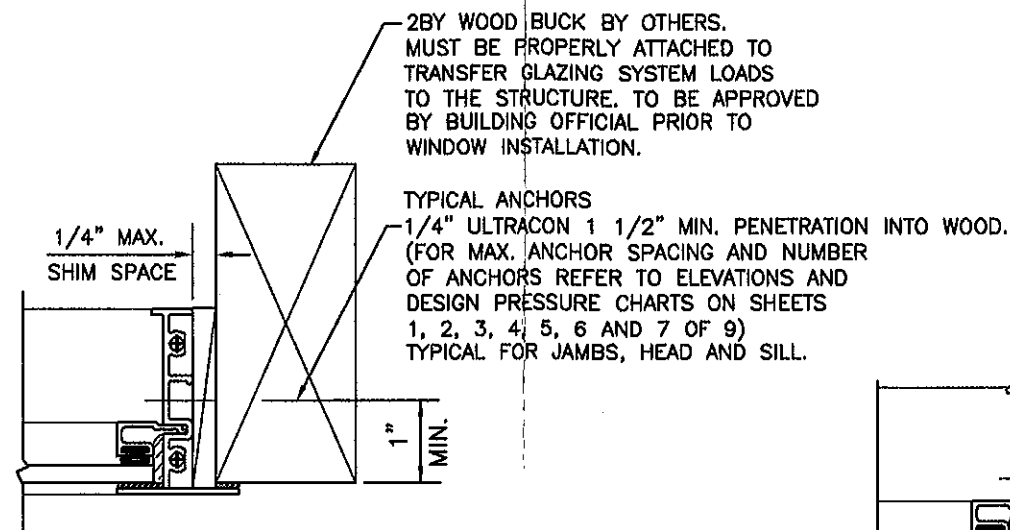 2BY WOOD BUCK BY OTHERS.
MUST BE PROPERLY ATTACHED TO
TRANSFER GLAZING SYSTEM LOADS
TO THE STRUCTURE. TO BE APPROVED
BY BUILDING OFFICIAL PRIOR TO
WINDOW INSTALLATION.
TYPICAL ANCHORS
1/4" ULTRACON 1 1/2" MIN. PENETRATION INTO WOOD.
(FOR MAX. ANCHOR SPACING AND NUMBER
OF ANCHORS REFER TO ELEVATIONS AND
DESIGN PRESSURE CHARTS ON SHEETS
1, 2, 3, 4, 5, 6 AND 7 OF 9)
TYPICAL FOR JAMBS, HEAD AND SILL.
1/4" MAX.
SHIM SPACE
1"
MIN.